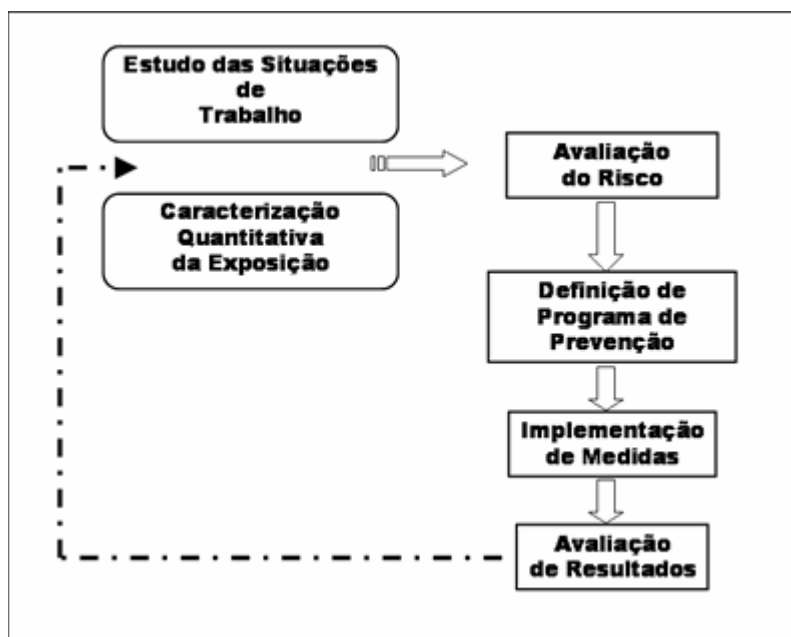 Estudo das Situações
de
Trabalho
Caracterização
Quantitativa
da Exposição
Avaliação
do Risco
Definição de
Programa de
Prevenção
Implementação
de Medidas
Avaliação
de Resultados